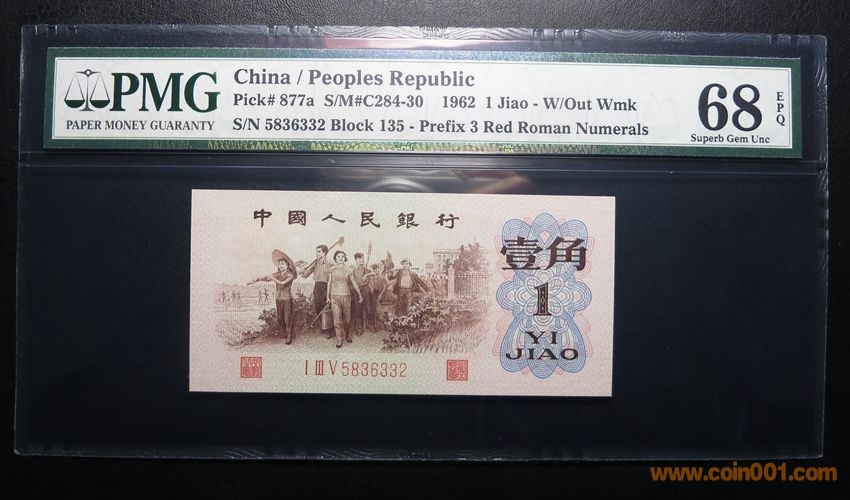 PMG
PAPER MONEY GUARANTY
China / Peoples Republic
Pick# 877a S/M#C284-30 1962 1 Jiao - W/Out Wmk
S/N 5836332 Block 135 - Prefix 3 Red Roman Numerals
68
EPQ
Superb Gem Unc
中國人民銀行
壹角
1
YI
JIAO
I III V 5836332
www.coin001.com